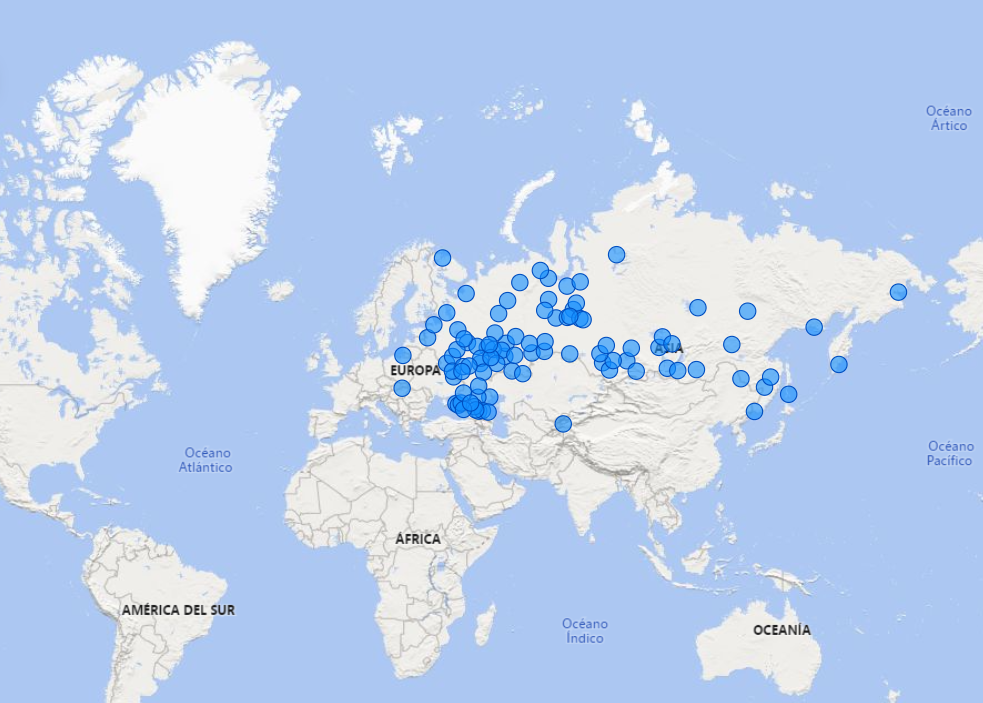 Océano
Ártico
ASIA
EUROPA
Océano
Atlántico
Océano
Pacífico
ÁFRICA
AMÉRICA DEL SUR
Océano
Índico
OCEANÍA